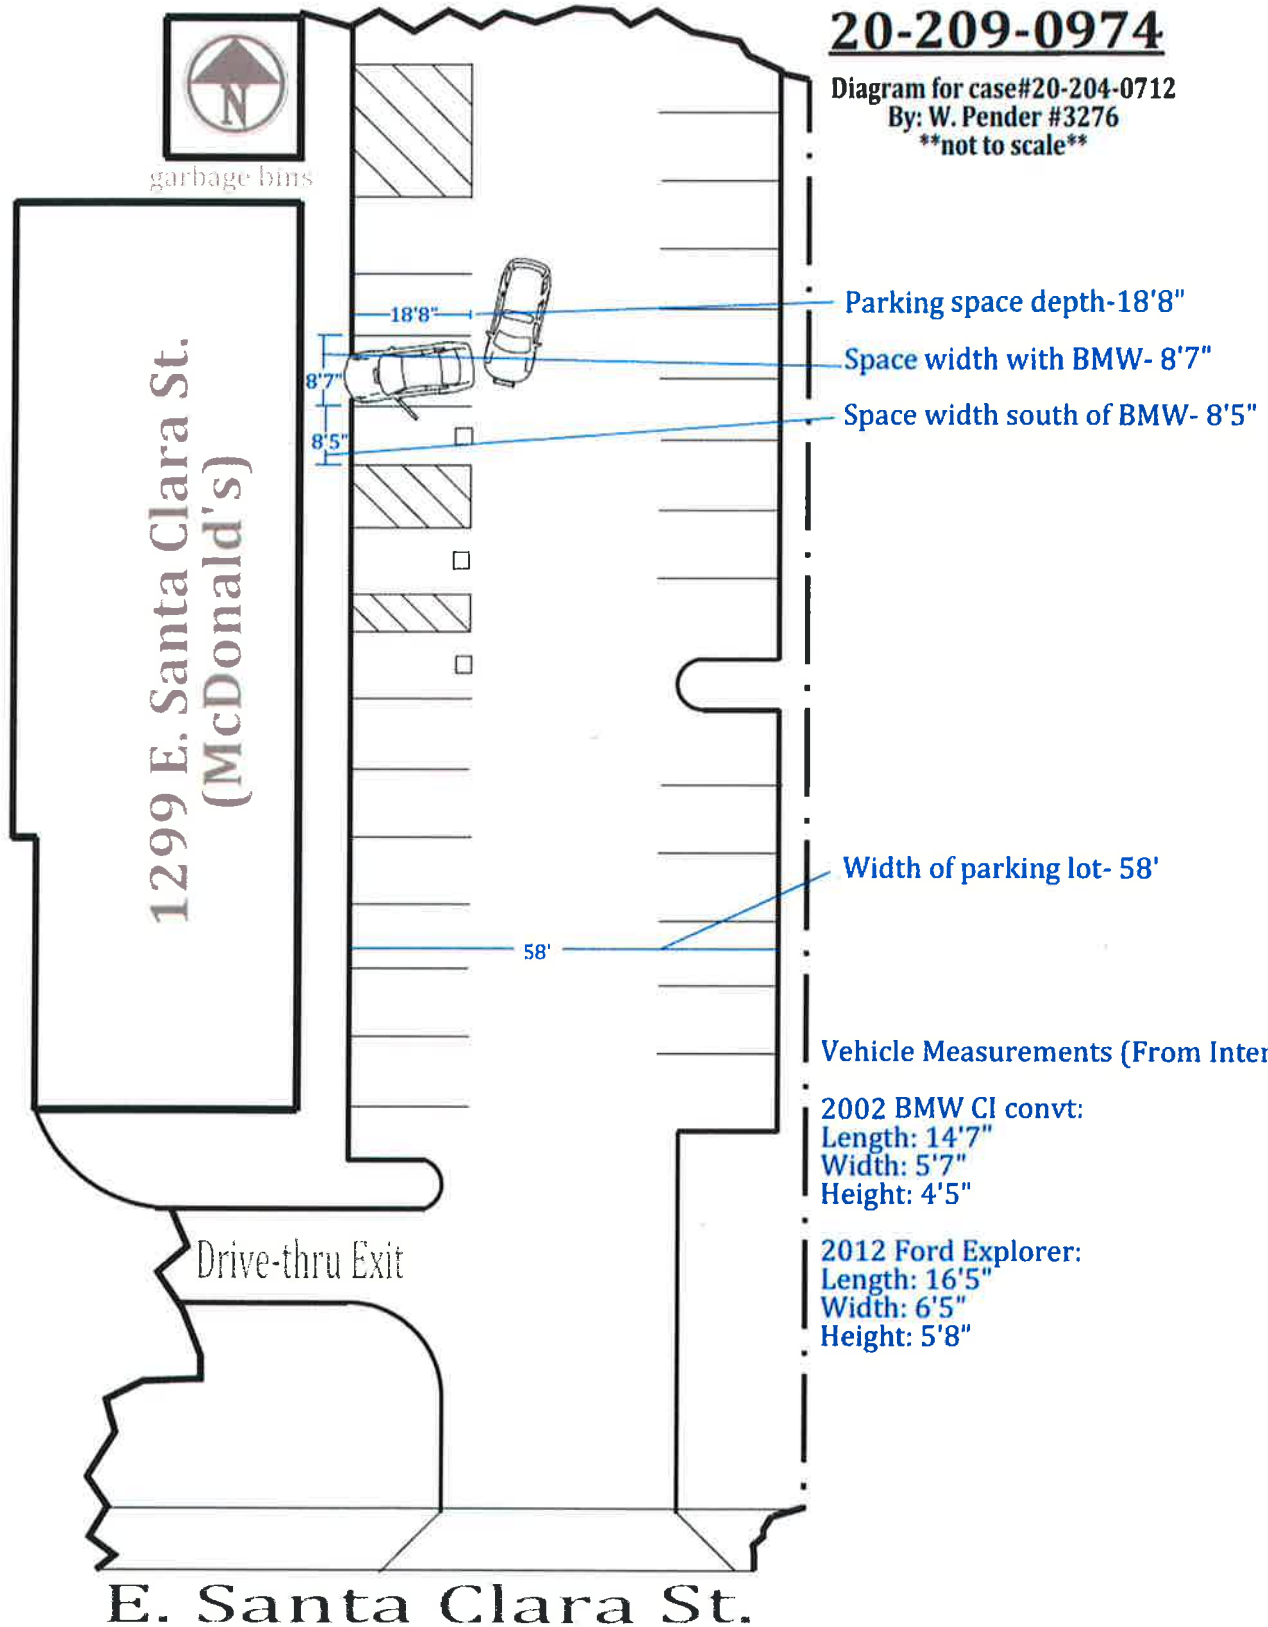 20-209-0974
Diagram for case#20-204-0712
By: W. Pender #3276
**not to scale**
N
garbage bins
Parking space depth-18'8"
18'8"
Space width with BMW- 8'7"
8'7"
Space width south of BMW- 8'5"
8'5"
1299 E. Santa Clara St.
(McDonald's)
Width of parking lot- 58'
58'
Vehicle Measurements (From Inter
2002 BMW CI convt:
Length: 14'7"
Width: 5'7"
Height: 4'5"
2012 Ford Explorer:
Length: 16'5"
Width: 6'5"
Height: 5'8"
Drive-thru Exit
E. Santa Clara St.